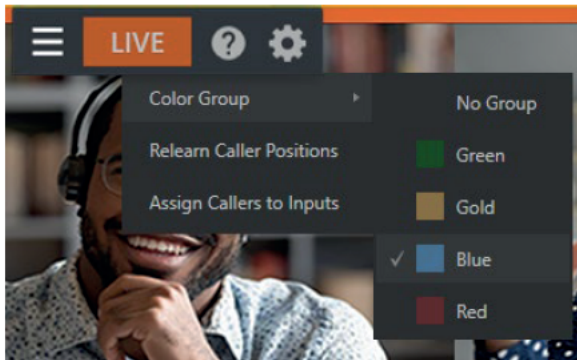 LIVE
Color Group
Relearn Caller Positions
Assign Callers to Inputs
No Group
Green
Gold
Blue
Red